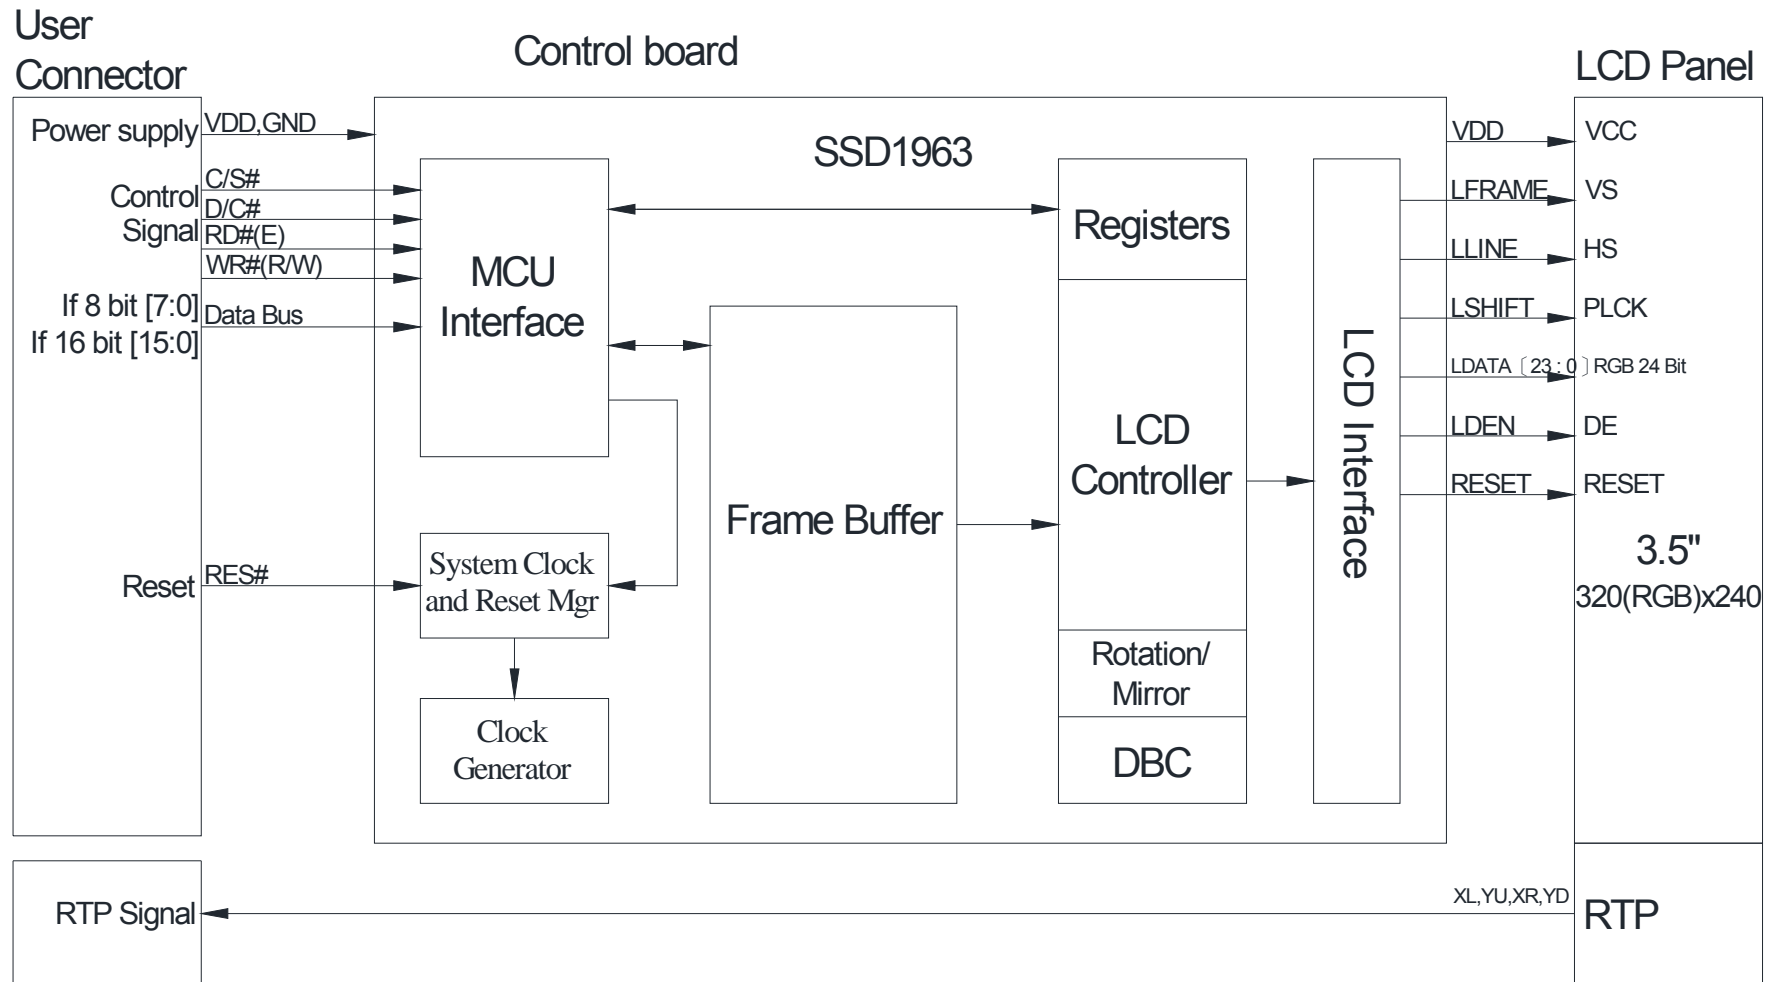 User
Connector
Control board
LCD Panel
Power supply
VDD,GND
Control
Signal
C/S#
D/C#
RD#(E)
WR#(R/W)
If 8 bit [7:0]
If 16 bit [15:0]
Data Bus
Reset
RES#
SSD1963
MCU
Interface
System Clock
and Reset Mgr
Clock
Generator
Frame Buffer
Registers
LCD
Controller
Rotation/
Mirror
DBC
LCD Interface
VDD
VCC
LFRAME
VS
LLINE
HS
LSHIFT
PLCK
LDATA〔23:0〕RGB 24 Bit
LDEN
DE
RESET
RESET
3.5"
320(RGB)x240
RTP Signal
XL,YU,XR,YD
RTP